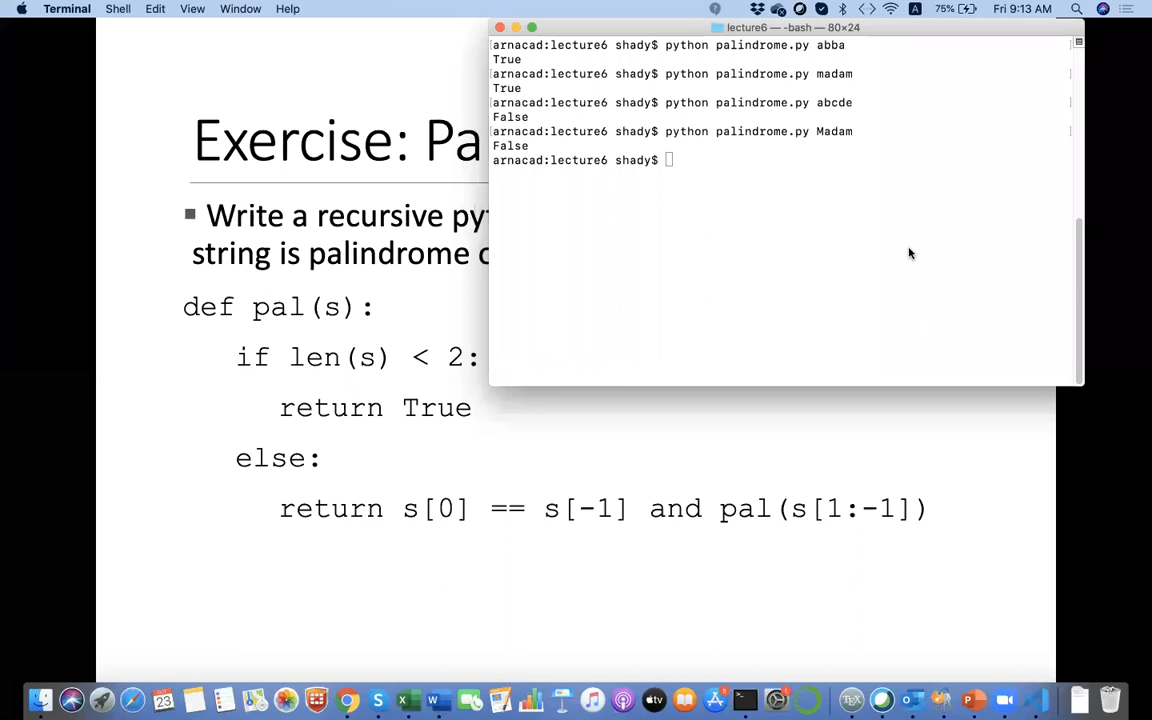 Terminal Shell Edit View Window Help 75% Fri 9:13 AM
lecture6 — -bash — 80×24
arnacad:lecture6 shady$ python palindrome.py abba
True
arnacad:lecture6 shady$ python palindrome.py madam
True
arnacad:lecture6 shady$ python palindrome.py abcde
False
arnacad:lecture6 shady$ python palindrome.py Madam
False
arnacad:lecture6 shady$
Exercise: Pa
Write a recursive py
string is palindrome
def pal(s):
if len(s) < 2:
return True
else:
return s[0] == s[-1] and pal(s[1:-1])